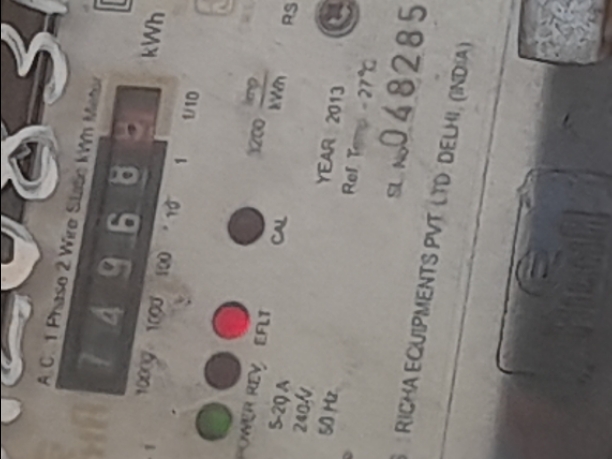 kWh
RS
A.C. 1 Phase 2 Wire Static kWh Meter
7 4 9 6 8
10000 1000 100 10 1 1/10
3200 imp/kWh
CAL
EFLT
REV.
POWER
5-20 A
240 V
50 Hz
YEAR 2013
Ref. Temp -27°C
SL. No 048285
: RICHA EQUIPMENTS PVT LTD DELHI, (INDIA)